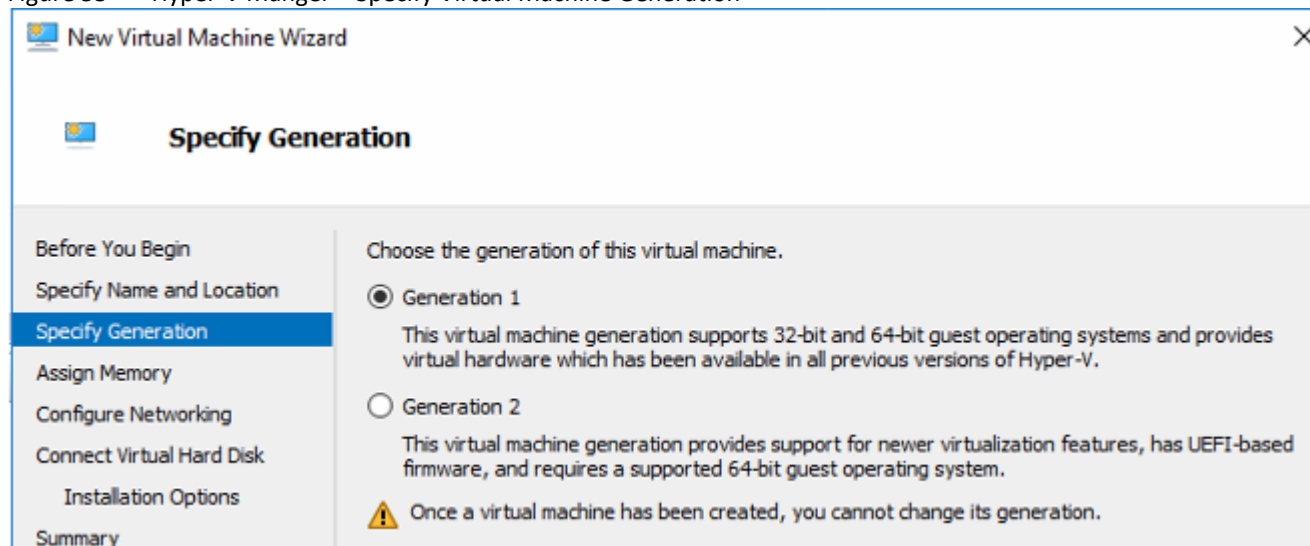 New Virtual Machine Wizard
Specify Generation
Before You Begin
Specify Name and Location
Specify Generation
Assign Memory
Configure Networking
Connect Virtual Hard Disk
Installation Options
Summary
Choose the generation of this virtual machine.
Generation 1
This virtual machine generation supports 32-bit and 64-bit guest operating systems and provides
virtual hardware which has been available in all previous versions of Hyper-V.
Generation 2
This virtual machine generation provides support for newer virtualization features, has UEFI-based
firmware, and requires a supported 64-bit guest operating system.
Once a virtual machine has been created, you cannot change its generation.